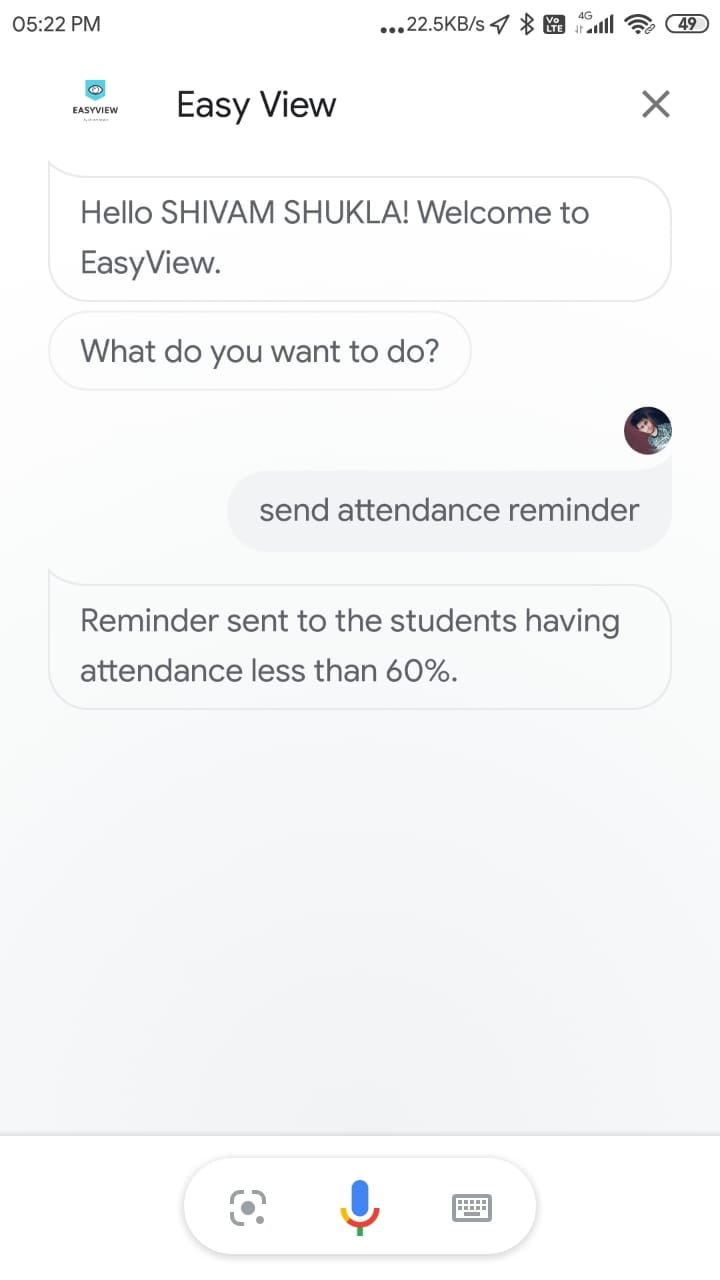 05:22 PM
...22.5KB/s Vo LTE 4G 49
EASYVIEW
Easy View
Hello SHIVAM SHUKLA! Welcome to
EasyView.
What do you want to do?
send attendance reminder
Reminder sent to the students having
attendance less than 60%.